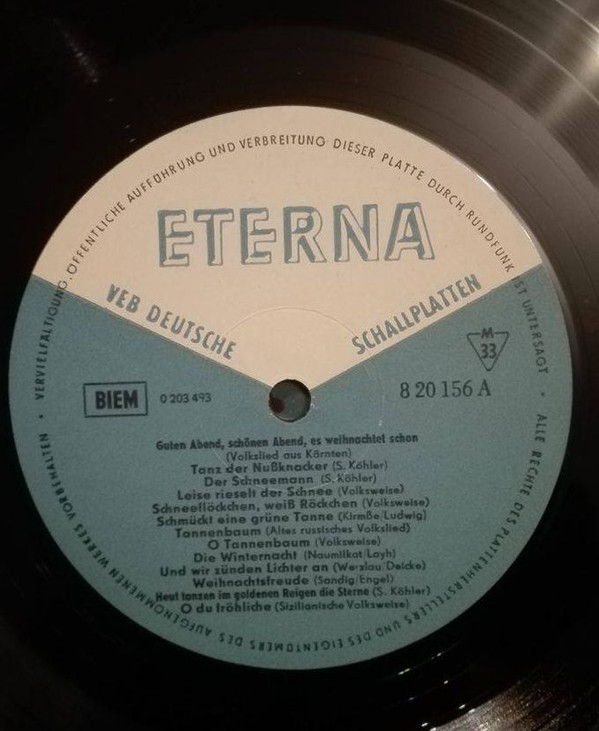 VERVIELFÄLTIGUNG, ÖFFENTLICHE AUFFÜHRUNG UND VERBREITUNG DIESER PLATTE DURCH RUNDFUNK IST UNTERSAGT • ALLE RECHTE DES PLATTENHERSTELLERS UND DES EIGENTÜMERS DES AUFGENOMMENEN WERKES VORBEHALTEN •
ETERNA
VEB DEUTSCHE SCHALLPLATTEN
M
33
BIEM 0 203 493 8 20 156 A
Guten Abend, schönen Abend, es weihnachtet schon
(Volkslied aus Kärnten)
Tanz der Nußknacker (S. Köhler)
Der Schneemann (S. Köhler)
Leise rieselt der Schnee (Volksweise)
Schneeflöckchen, weiß Röckchen (Volksweise)
Schmückt eine grüne Tanne (Kirmße/Ludwig)
Tannenbaum (Altes russisches Volkslied)
O Tannenbaum (Volksweise)
Die Winternacht (Naumilkat/Layh)
Und wir zünden Lichter an (Werzlau/Deicke)
Weihnachtsfreude (Sandig/Engel)
Heut tanzen im goldenen Reigen die Sterne (S. Köhler)
O du fröhliche (Sizilianische Volksweise)